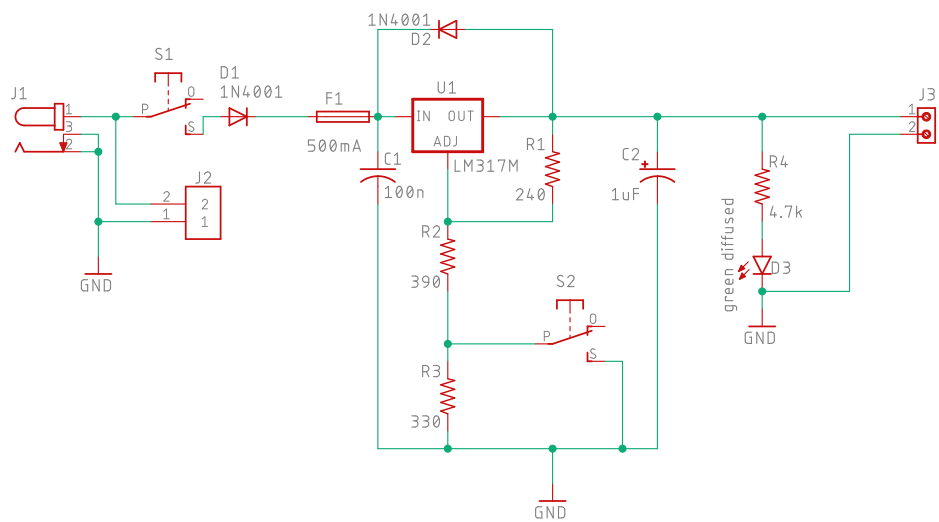 1N4001
D2
S1
D1
1N4001
J1
P
O
S
1
3
2
F1
500mA
U1
IN
OUT
ADJ
LM317M
C1
100n
R1
240
C2
+
1uF
J3
1
2
R4
4.7k
J2
2
1
2
1
GND
R2
390
S2
P
O
S
green diffused
D3
GND
R3
330
GND